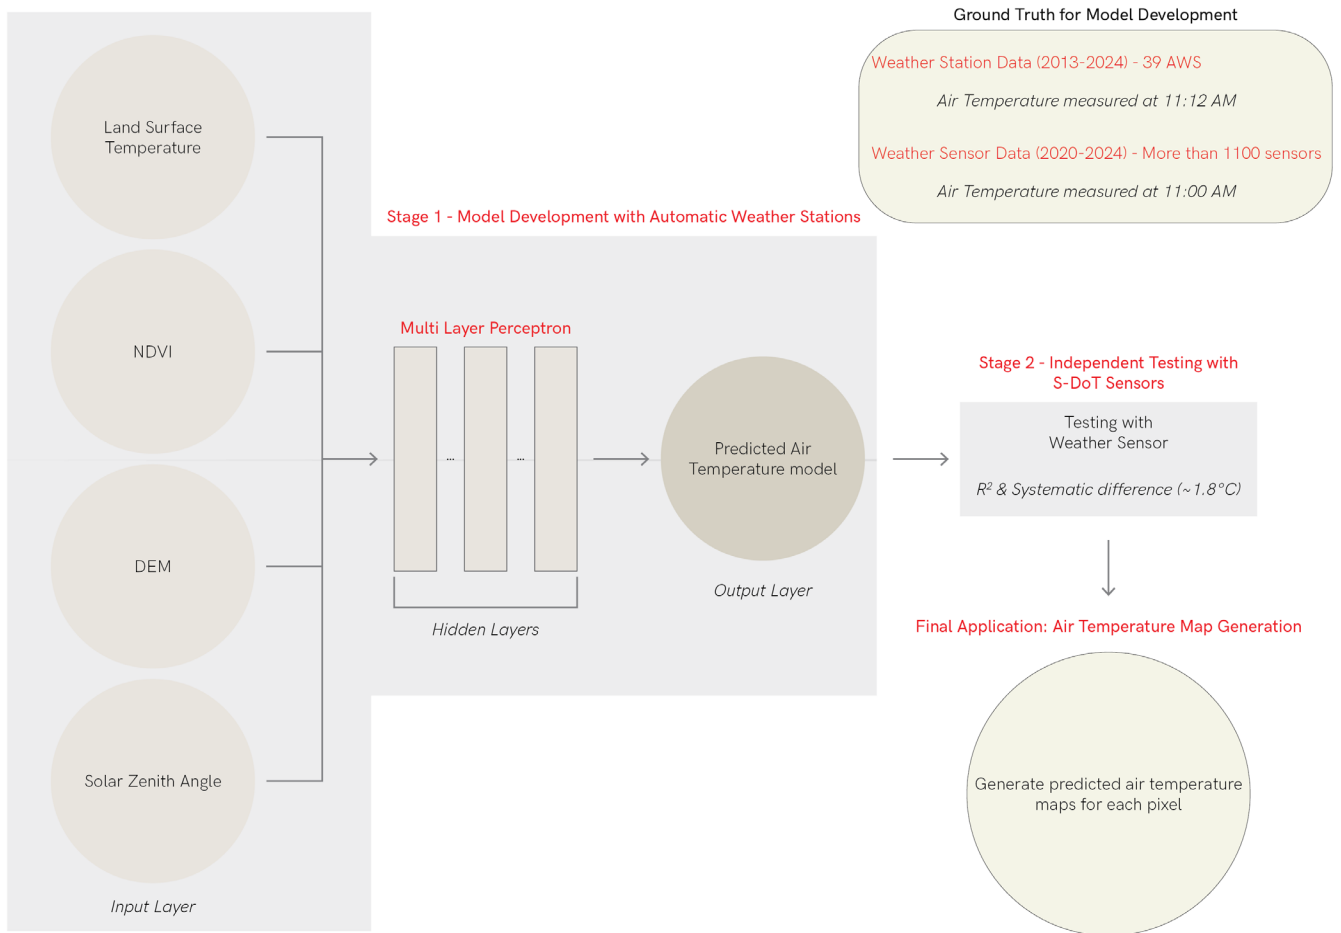 Ground Truth for Model Development
Weather Station Data (2013-2024) - 39 AWS
Air Temperature measured at 11:12 AM
Weather Sensor Data (2020-2024) - More than 1100 sensors
Air Temperature measured at 11:00 AM
Land Surface
Temperature
NDVI
DEM
Solar Zenith Angle
Input Layer
Stage 1 - Model Development with Automatic Weather Stations
Multi Layer Perceptron
...
...
Hidden Layers
Predicted Air
Temperature model
Output Layer
Stage 2 - Independent Testing with
S-DoT Sensors
Testing with
Weather Sensor
R² & Systematic difference (~1.8°C)
Final Application: Air Temperature Map Generation
Generate predicted air temperature
maps for each pixel